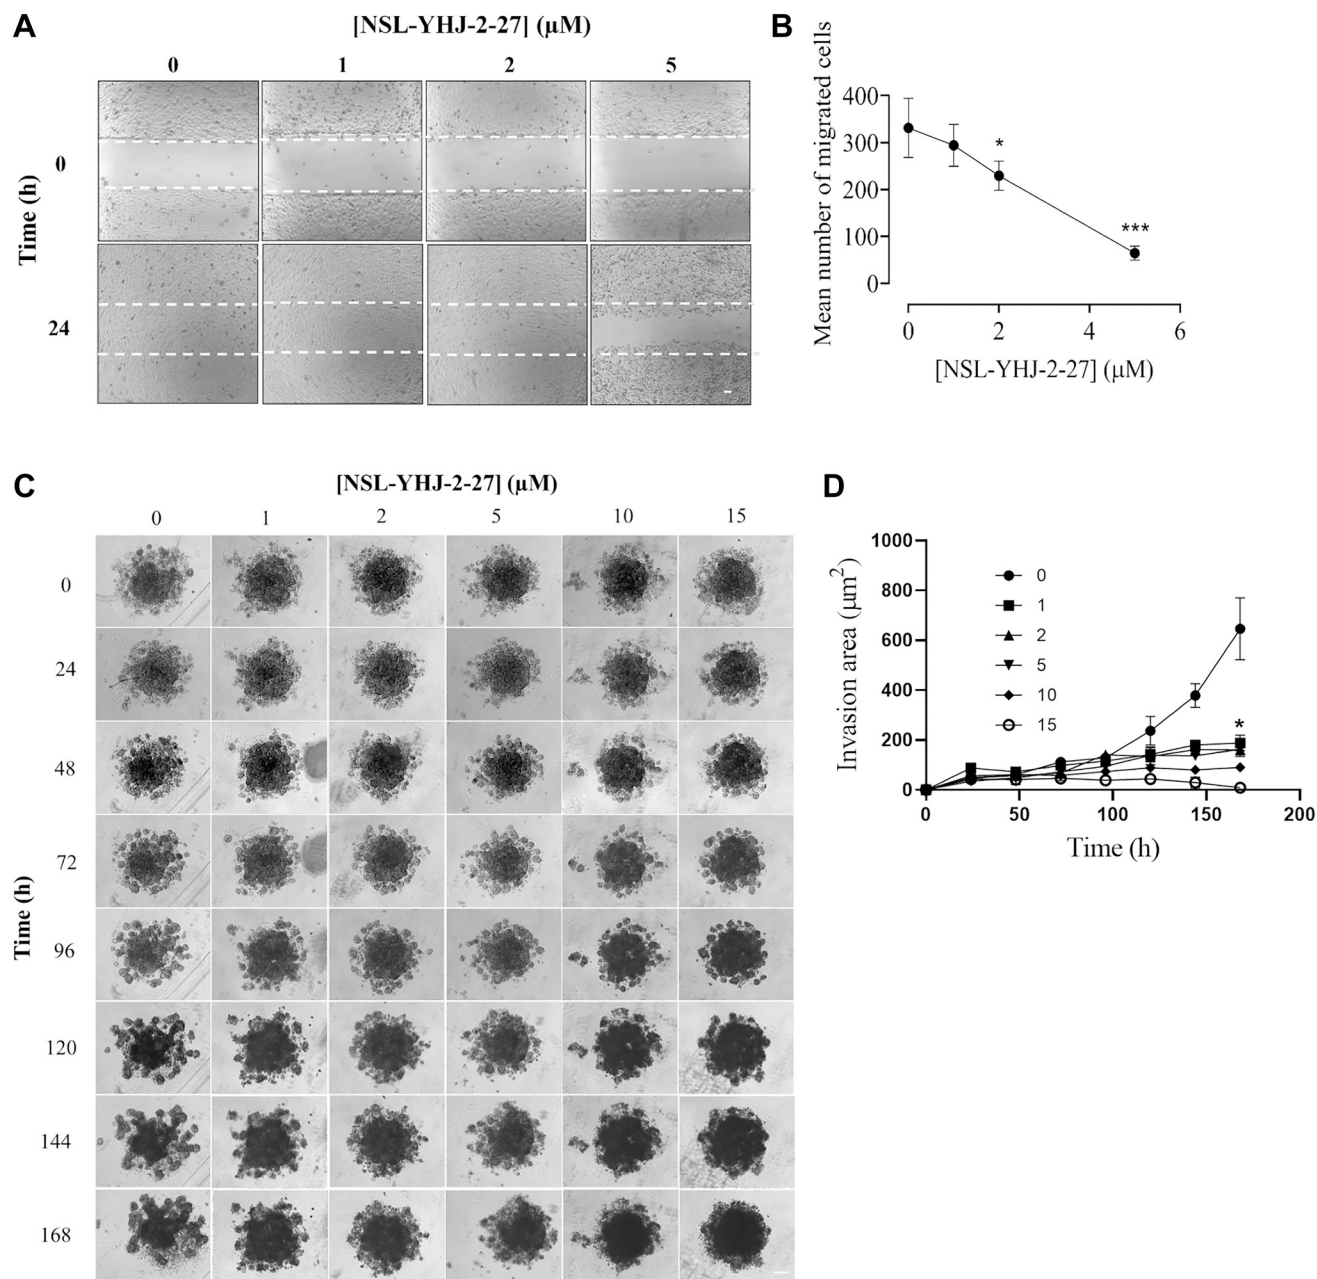 A
[NSL-YHJ-2-27] (µM)
0 1 2 5
Time (h)
0
24
B
Mean number of migrated cells
400
300
200
100
0
*
***
0 2 4 6
[NSL-YHJ-2-27] (µM)
C
[NSL-YHJ-2-27] (µM)
0 1 2 5 10 15
Time (h)
0
24
48
72
96
120
144
168
D
Invasion area (µm²)
1000
800
600
400
200
0
0
1
2
5
10
15
*
0 50 100 150 200
Time (h)